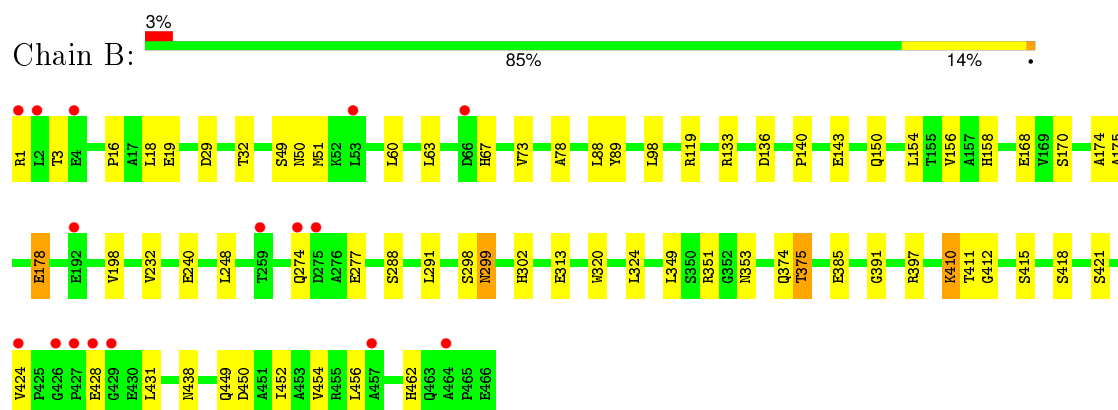 3%
Chain B:
85% 14% •
R1 L2 T3 E4 P16 A17 L18 E19 D29 T32 S49 N50 M51 K52 L53 L60 L63 D66 H67 V73 A78 L88 Y89 L98 R119 R133 D136 P140 E143 Q150 L154 T155 V156 A157 H158 E168 V169 S170 A174 A175
E178 E192 V198 V232 E240 L248 T259 Q274 D275 A276 E277 S288 L291 S298 N299 H302 E313 W320 L324 L349 S350 R351 G352 N353 Q374 T375 E385 G391 R397 K410 T411 G412 S415 S418 S421
V424 P425 G426 P427 E428 G429 E430 L431 N438 Q449 D450 A451 I452 A453 V454 R455 L456 A457 H462 Q463 A464 P465 E466